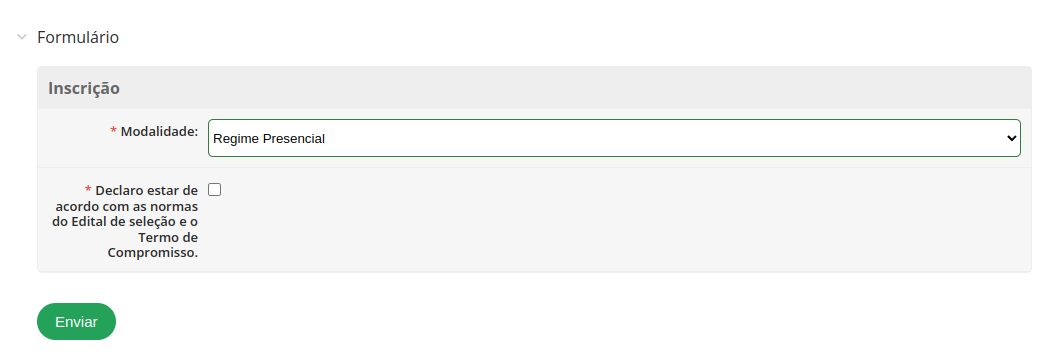 Formulário
Inscrição
* Modalidade:
Regime Presencial
* Declaro estar de
acordo com as normas
do Edital de seleção e o
Termo de
Compromisso.
Enviar